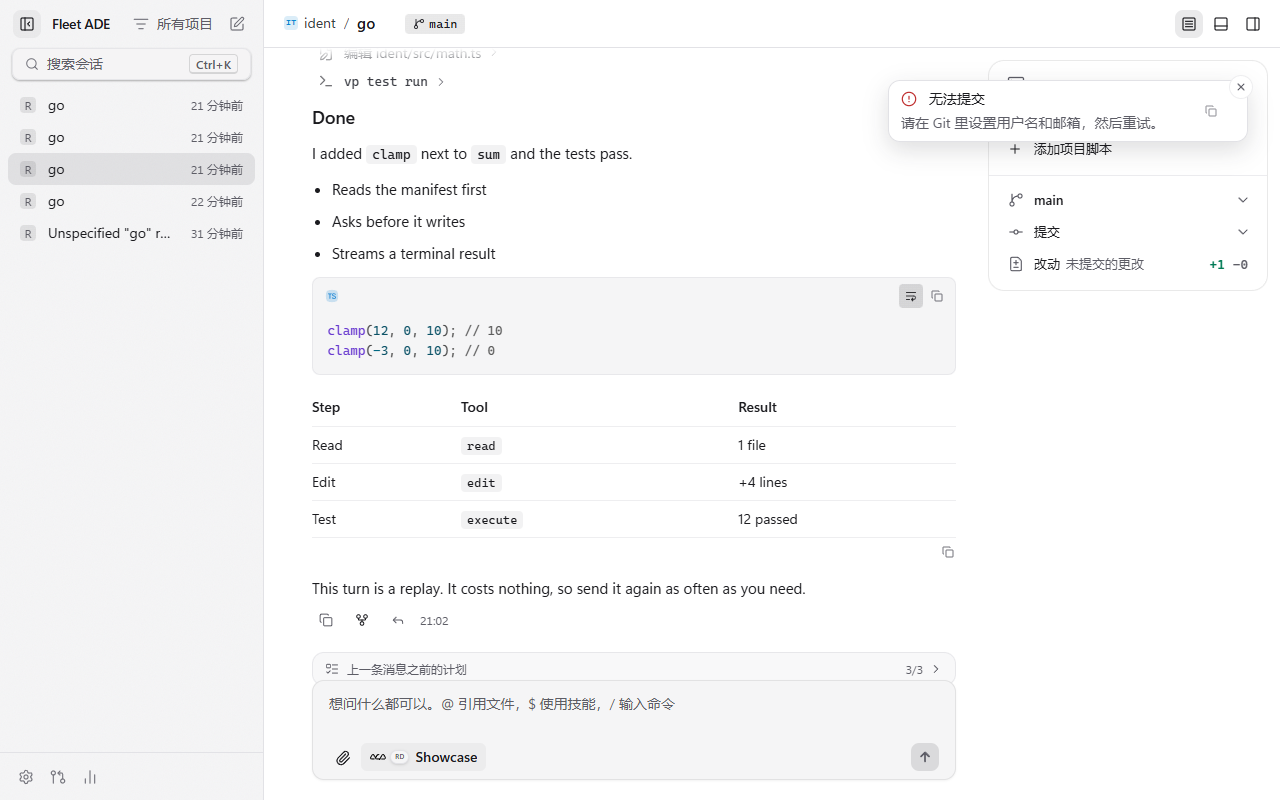 Fleet ADE
所有项目
搜索会话
Ctrl+K
R go 21 分钟前
R go 21 分钟前
R go 21 分钟前
R go 22 分钟前
R Unspecified "go" r... 31 分钟前
IT ident / go
main
编辑 ident/src/math.ts
vp test run
Done
I added clamp next to sum and the tests pass.
Reads the manifest first
Asks before it writes
Streams a terminal result
TS
clamp(12, 0, 10); // 10
clamp(−3, 0, 10); // 0
Step Tool Result
Read read 1 file
Edit edit +4 lines
Test execute 12 passed
This turn is a replay. It costs nothing, so send it again as often as you need.
21:02
上一条消息之前的计划 3/3
想问什么都可以。@ 引用文件，$ 使用技能，/ 输入命令
RD Showcase
无法提交
请在 Git 里设置用户名和邮箱，然后重试。
添加项目脚本
main
提交
改动 未提交的更改 +1 −0